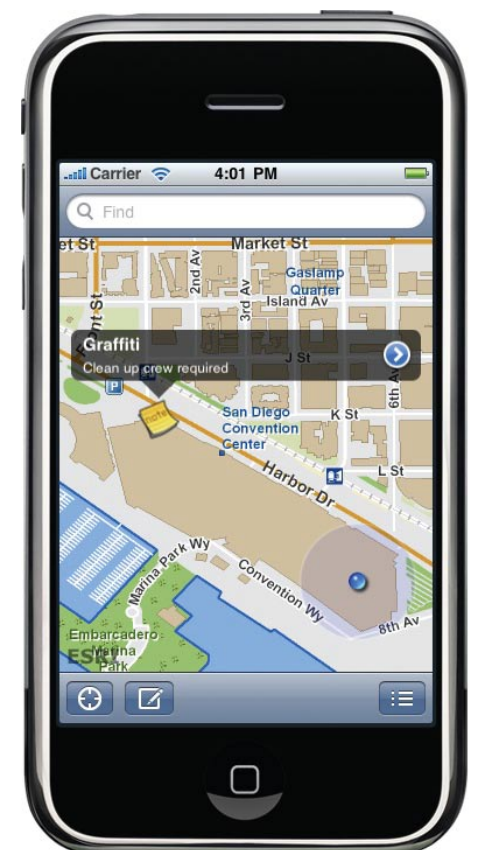 Carrier
4:01 PM
Find
et St
Market St
2nd Av
3rd Av
Gaslamp
Quarter
Island Av
Front St
Graffiti
Clean up crew required
J St
6th Av
P
note
San Diego
Convention
Center
K St
L St
Harbor Dr
Marina Park Wy
Convention Wy
8th Av
Embarcadero
Marina
Park
ESRI